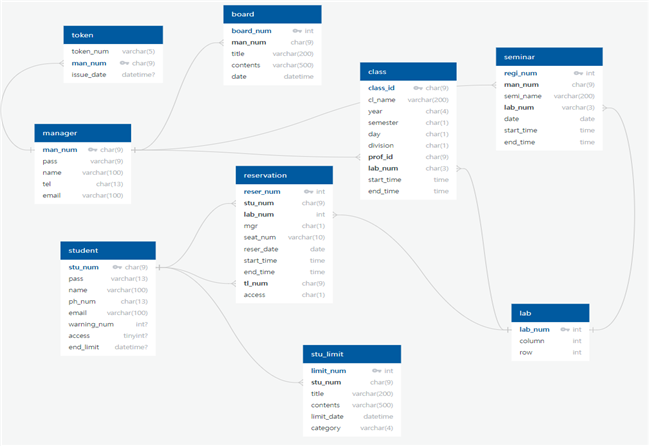 token
token_num varchar(5)
man_num char(9)
issue_date datetime?
board
board_num int
man_num char(9)
title varchar(200)
contents varchar(500)
date datetime
class
class_id char(9)
cl_name varchar(200)
year char(4)
semester char(1)
day char(1)
division char(1)
prof_id char(9)
lab_num char(3)
start_time time
end_time time
seminar
regi_num int
man_num char(9)
semi_name varchar(200)
lab_num varchar(3)
date date
start_time time
end_time time
manager
man_num char(9)
pass varchar(9)
name varchar(100)
tel char(13)
email varchar(100)
reservation
reser_num int
stu_num char(9)
lab_num int
mgr char(1)
seat_num varchar(10)
reser_date date
start_time time
end_time time
tl_num char(9)
access char(1)
student
stu_num char(9)
pass varchar(13)
name varchar(100)
ph_num char(13)
email varchar(100)
warning_num int?
access tinyint?
end_limit datetime?
lab
lab_num int
column int
row int
stu_limit
limit_num int
stu_num char(9)
title varchar(200)
contents varchar(500)
limit_date datetime
category varchar(4)